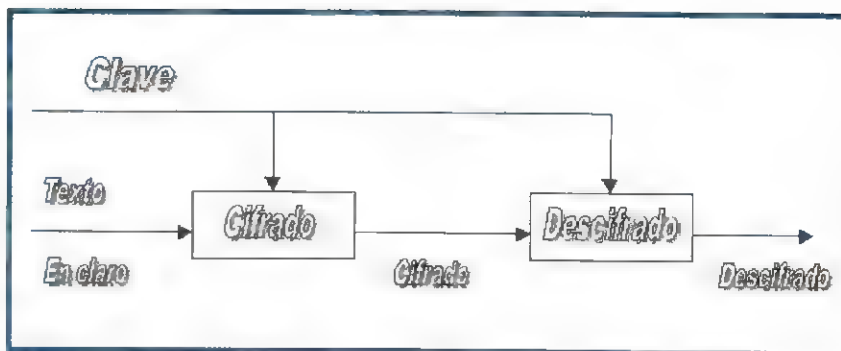 Clave
Texto
Cifrado
Descifrado
En claro
Cifrado
Descifrado